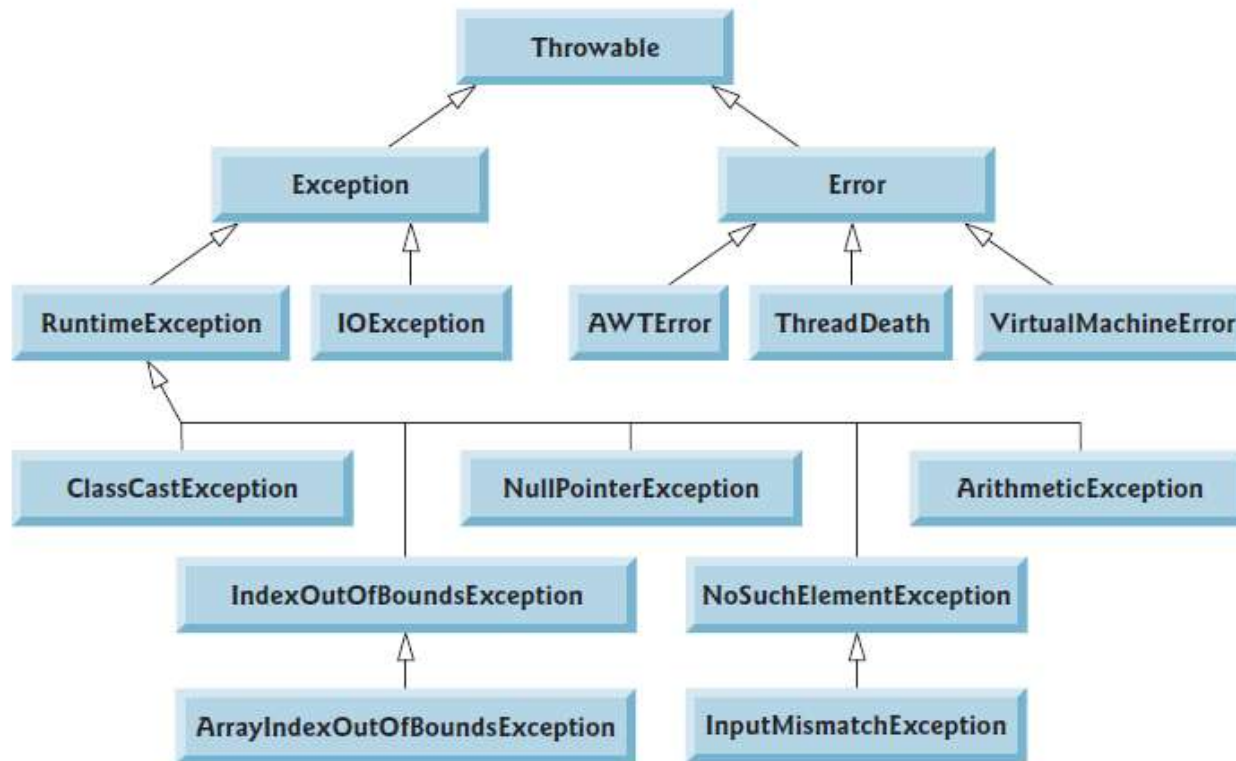 Throwable
Exception
Error
RuntimeException
IOException
AWTError
ThreadDeath
VirtualMachineError
ClassCastException
NullPointerException
ArithmeticException
IndexOutOfBoundsException
NoSuchElementException
ArrayIndexOutOfBoundsException
InputMismatchException